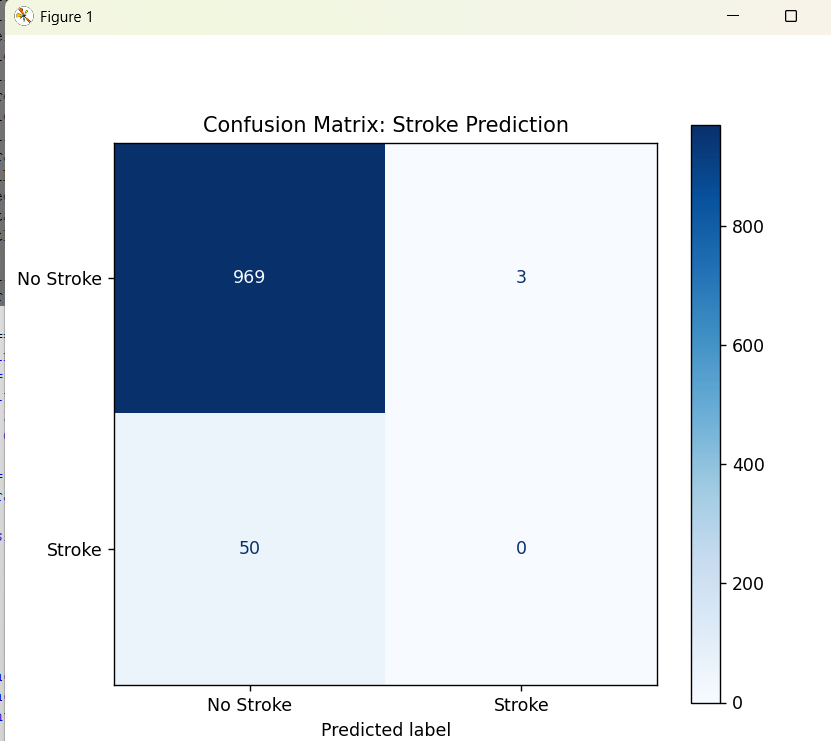 Figure 1
Confusion Matrix: Stroke Prediction
No Stroke
969
3
Stroke
50
0
No Stroke
Stroke
Predicted label
800
600
400
200
0